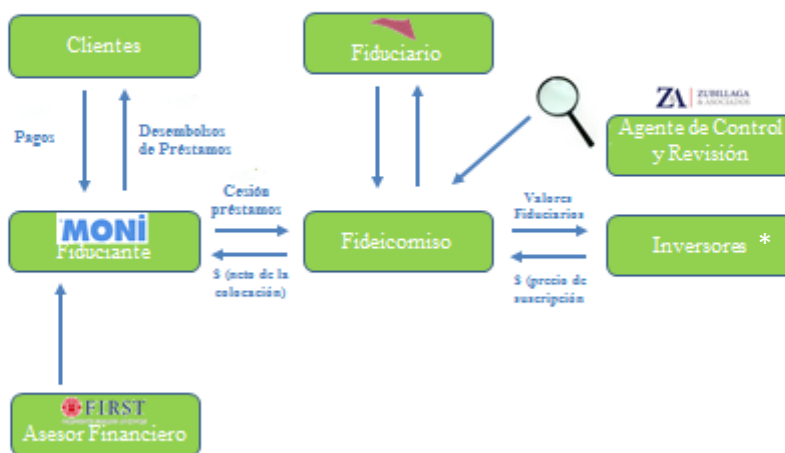 Clientes
Fiduciario
ZA ZUBILLAGA
& ASOCIADOS
Agente de Control
y Revisión
Pagos
Desembolsos
de Préstamos
Cesión
préstamos
Valores
Fiduciarios
MONi
Fiduciante
Fideicomiso
Inversores *
$ (neto de la
colocación)
$ (precio de
suscripción
FIRST
Asesor Financiero